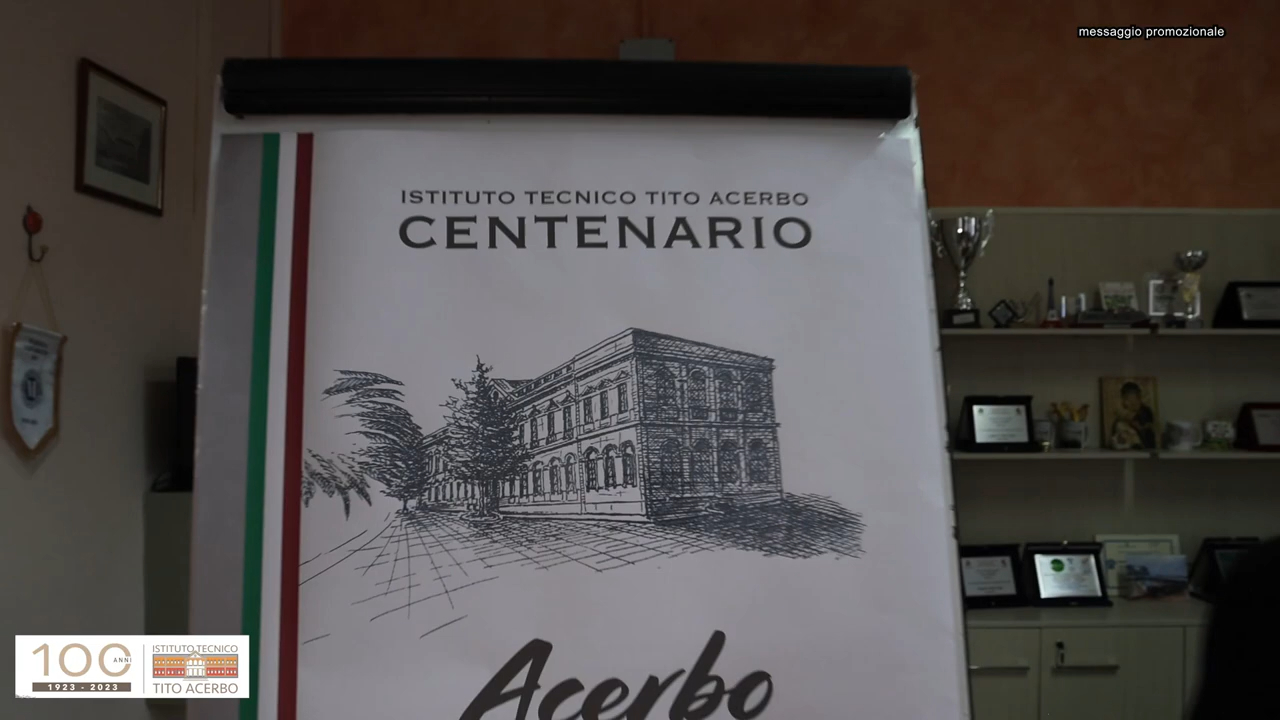 messaggio promozionale
ISTITUTO TECNICO TITO ACERBO
CENTENARIO
Acerbo
100 ANNI
1923 - 2023
ISTITUTO TECNICO
TITO ACERBO